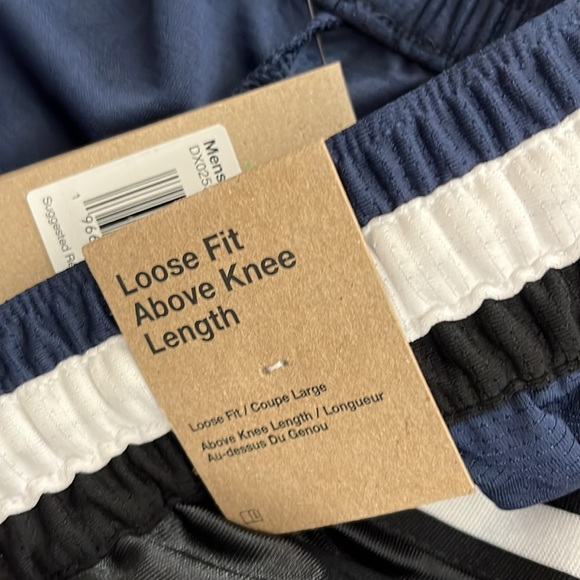 Mens
DX025
1
966
Suggested Re
Loose Fit
Above Knee
Length
Loose Fit / Coupe Large
Above Knee Length / Longueur
Au-dessus Du Genou